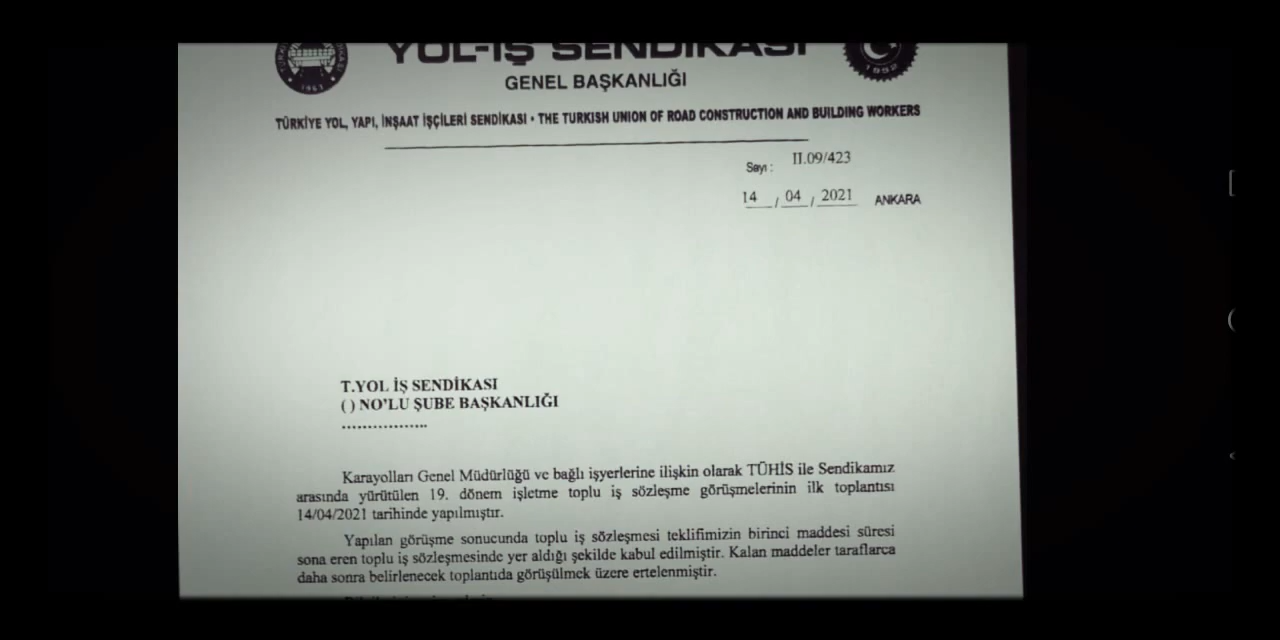 YOL-İŞ SENDİKASI
GENEL BAŞKANLIĞI
TÜRKİYE YOL, YAPI, İNŞAAT İŞÇİLERİ SENDİKASI • THE TURKISH UNION OF ROAD CONSTRUCTION AND BUILDING WORKERS
1963
1992
Sayı : II.09/423
14 / 04 / 2021 ANKARA
T.YOL İŞ SENDİKASI
( ) NO'LU ŞUBE BAŞKANLIĞI
.................
Karayolları Genel Müdürlüğü ve bağlı işyerlerine ilişkin olarak TÜHİS ile Sendikamız
arasında yürütülen 19. dönem işletme toplu iş sözleşme görüşmelerinin ilk toplantısı
14/04/2021 tarihinde yapılmıştır.
Yapılan görüşme sonucunda toplu iş sözleşmesi teklifimizin birinci maddesi süresi
sona eren toplu iş sözleşmesinde yer aldığı şekilde kabul edilmiştir. Kalan maddeler taraflarca
daha sonra belirlenecek toplantıda görüşülmek üzere ertelenmiştir.